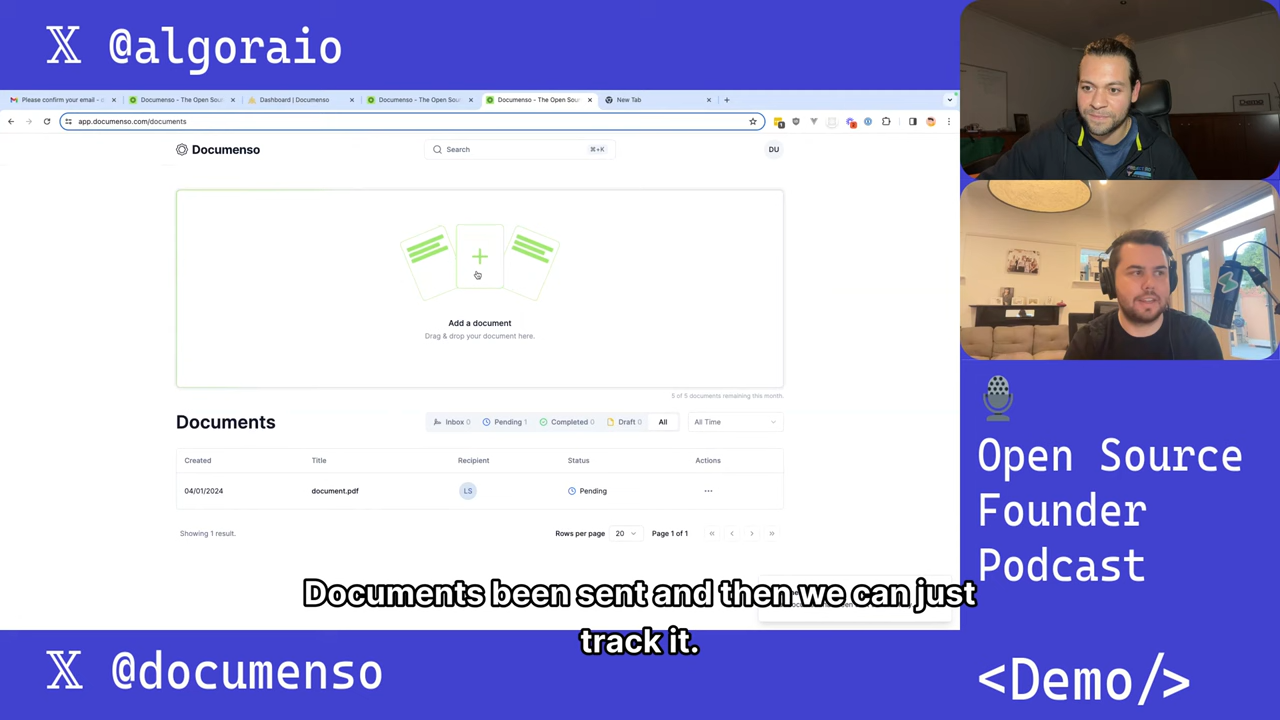 𝕏 @algoraio
Please confirm your email - c
Documenso - The Open Sou
Dashboard | Documenso
Documenso - The Open Sou
Documenso - The Open Sou
New Tab
app.documenso.com/documents
Documenso
Search
⌘+K
DU
Add a document
Drag & drop your document here.
5 of 5 documents remaining this month.
Documents
Inbox 0
Pending 1
Completed 0
Draft 0
All
All Time
Created Title Recipient Status Actions
04/01/2024 document.pdf LS Pending ...
Showing 1 result.
Rows per page 20 Page 1 of 1
Documents been sent and then we can just
track it.
𝕏 @documenso
Demo
Open Source
Founder
Podcast
<Demo/>